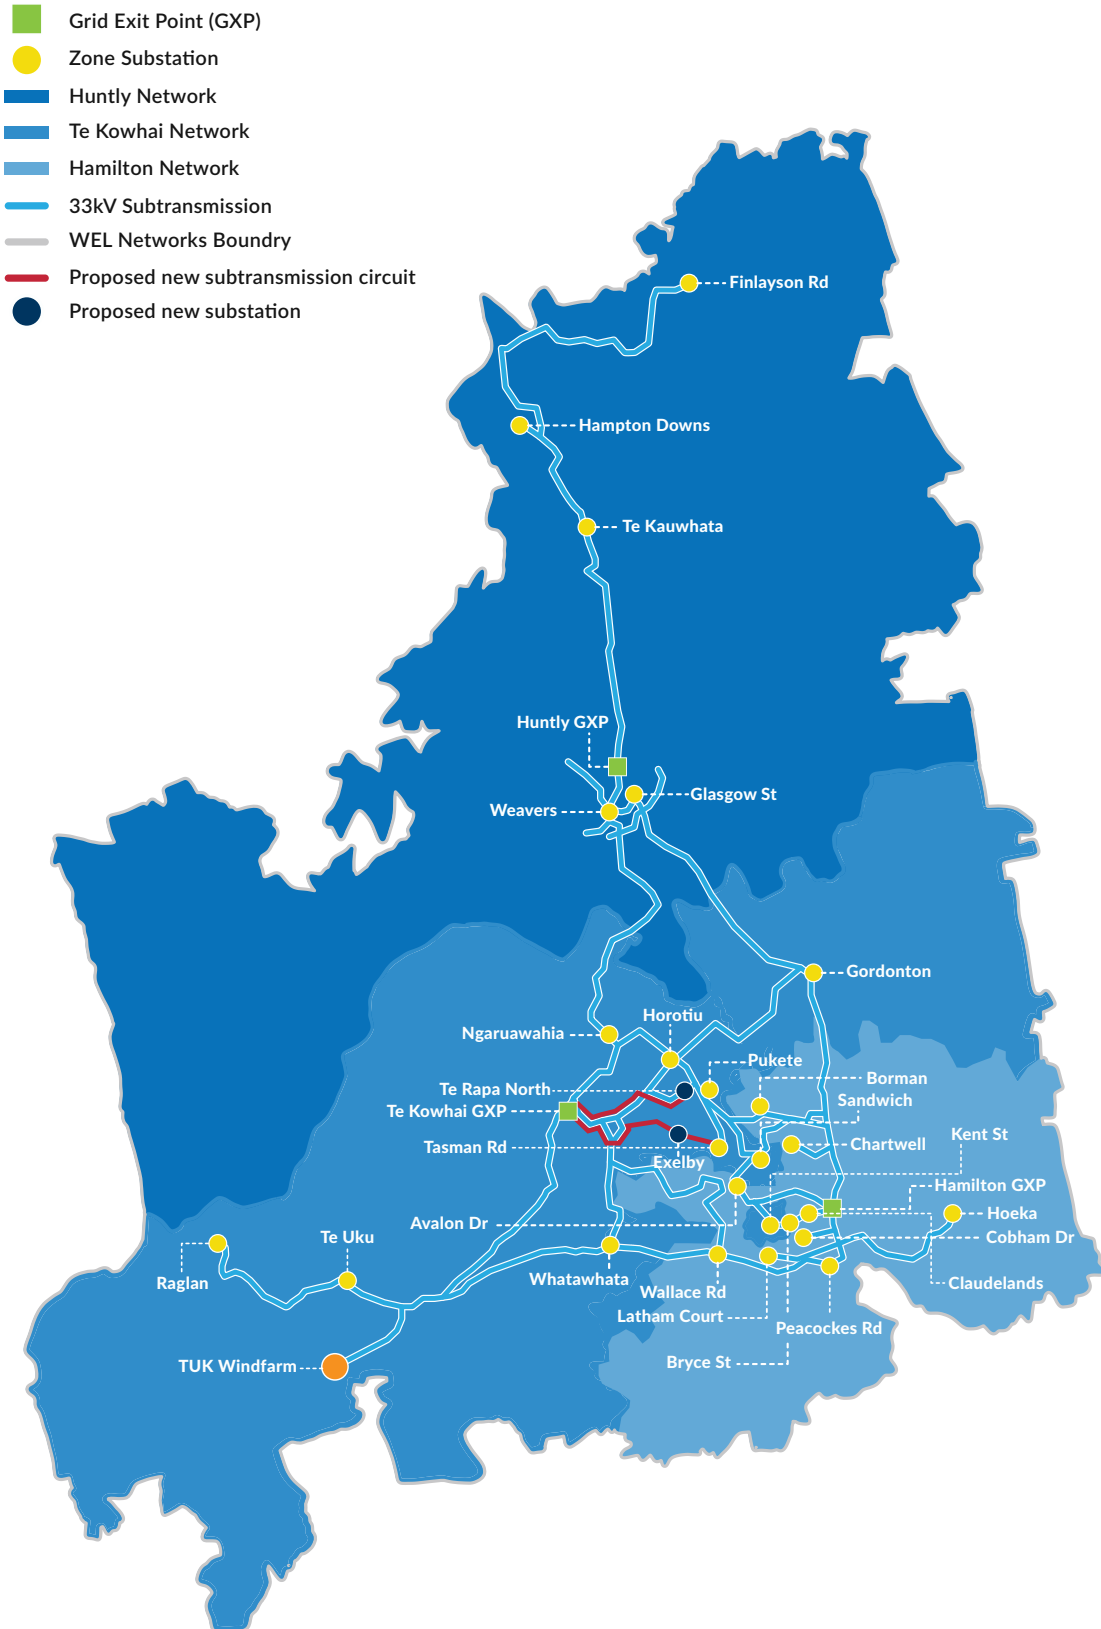 Grid Exit Point (GXP)
Zone Substation
Huntly Network
Te Kowhai Network
Hamilton Network
33kV Subtransmission
WEL Networks Boundry
Proposed new subtransmission circuit
Proposed new substation
Finlayson Rd
Hampton Downs
Te Kauwhata
Huntly GXP
Glasgow St
Weavers
Gordonton
Horotiu
Ngaruawahia
Pukete
Borman
Te Rapa North
Sandwich
Te Kowhai GXP
Kent St
Tasman Rd
Chartwell
Exelby
Hamilton GXP
Hoeka
Avalon Dr
Te Uku
Cobham Dr
Raglan
Whatawhata
Claudelands
Wallace Rd
Latham Court
Peacockes Rd
Bryce St
TUK Windfarm